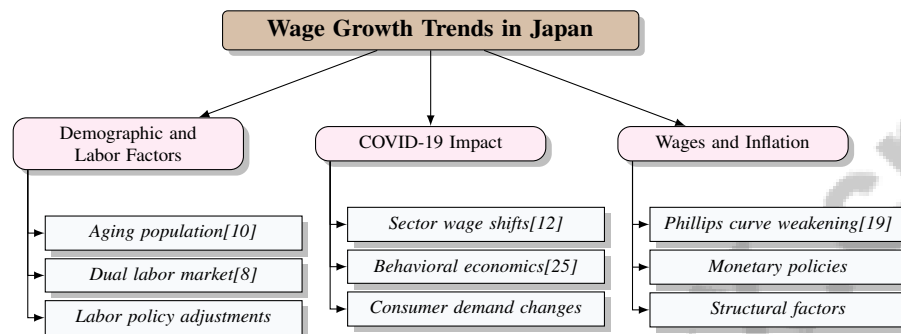 Wage Growth Trends in Japan
Demographic and
Labor Factors
Aging population[10]
Dual labor market[8]
Labor policy adjustments
COVID-19 Impact
Sector wage shifts[12]
Behavioral economics[25]
Consumer demand changes
Wages and Inflation
Phillips curve weakening[19]
Monetary policies
Structural factors